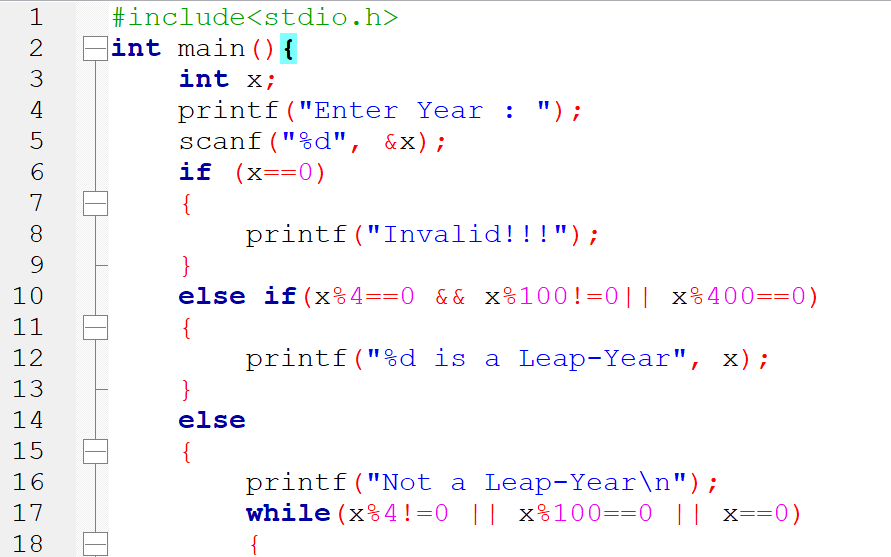 1 #include<stdio.h>
2 int main(){
3 int x;
4 printf("Enter Year : ");
5 scanf("%d", &x);
6 if (x==0)
7 {
8 printf("Invalid!!!");
9 }
10 else if(x%4==0 && x%100!=0|| x%400==0)
11 {
12 printf("%d is a Leap-Year", x);
13 }
14 else
15 {
16 printf("Not a Leap-Year\n");
17 while(x%4!=0 || x%100==0 || x==0)
18 {